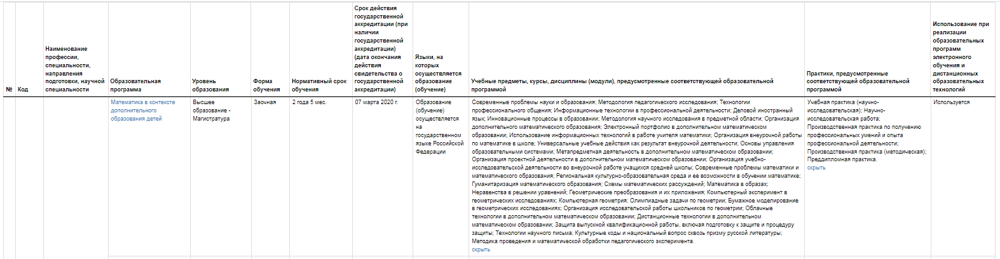 №
Код
Наименование
профессии,
специальности,
направления
подготовки, научной
специальности
Образовательная
программа
Уровень
образования
Форма
обучения
Нормативный срок
обучения
Срок действия
государственной
аккредитации (при
наличии
государственной
аккредитации)
(дата окончания
действия
свидетельства о
государственной
аккредитации)
Языки, на
которых
осуществляется
образование
(обучение)
Учебные предметы, курсы, дисциплины (модули), предусмотренные соответствующей образовательной
программой
Практики, предусмотренные
соответствующей образовательной
программой
Использование при
реализации
образовательных
программ
электронного
обучения и
дистанционных
образовательных
технологий
Математика в контексте
дополнительного
образования детей
Высшее
образование -
Магистратура
Заочная
2 года 5 мес.
07 марта 2020 г.
Образование
(обучение)
осуществляется
на
государственном
языке Российской
Федерации
Современные проблемы науки и образования; Методология педагогического исследования; Технологии
профессионального общения; Информационные технологии в профессиональной деятельности; Деловой иностранный
язык; Инновационные процессы в образовании; Методология научного исследования в предметной области; Организация
дополнительного математического образования; Электронный портфолио в дополнительном математическом
образовании; Использование информационных технологий в работе учителя математики; Организация внеурочной работы
по математике в школе; Универсальные учебные действия как результат внеурочной деятельности; Основы управления
образовательными системами; Метапредметная деятельность в дополнительном математическом образовании;
Организация проектной деятельности в дополнительном математическом образовании; Организация учебно-
исследовательской деятельности во внеурочной работе учащихся средней школы; Современные проблемы математики и
математического образования; Региональная культурно-образовательная среда и ее возможности в обучении математике;
Гуманитаризация математического образования; Схемы математических рассуждений; Математика в образах;
Неравенства в решении уравнений; Геометрические преобразования и их приложения; Компьютерный эксперимент в
геометрических исследованиях; Компьютерная геометрия; Олимпиадные задачи по геометрии; Бумажное моделирование
в геометрических исследованиях; Организация исследовательской работы школьников по геометрии; Облачные
технологии в дополнительном математическом образовании; Дистанционные технологии в дополнительном
математическом образовании; Защита выпускной квалификационной работы, включая подготовку к защите и процедуру
защиты; Технологии научного письма; Культурные коды и национальный вопрос сквозь призму русской литературы;
Методика проведения и математической обработки педагогического эксперимента.
скрыть
Учебная практика (научно-
исследовательская); Научно-
исследовательская работа;
Производственная практика по получению
профессиональных умений и опыта
профессиональной деятельности;
Производственная практика (методическая);
Преддипломная практика.
скрыть
Используется